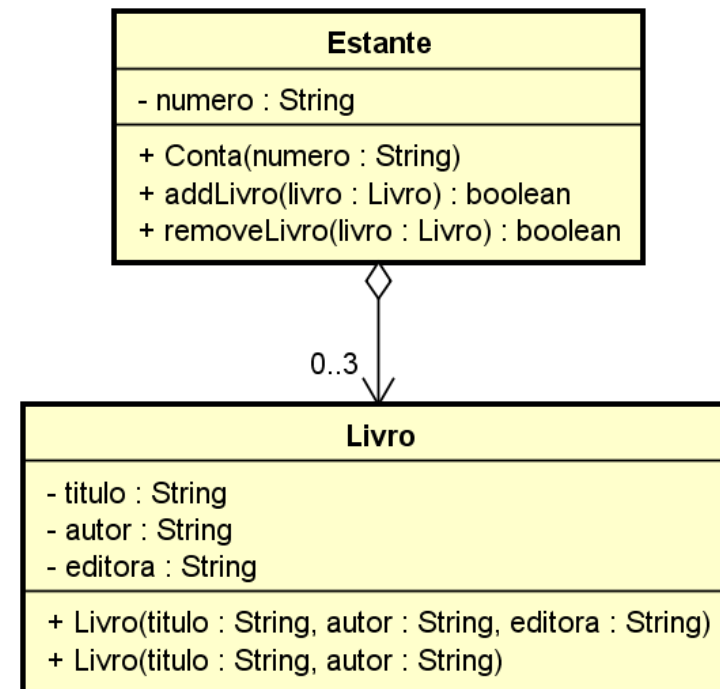 Estante
- numero : String
+ Conta(numero : String)
+ addLivro(livro : Livro) : boolean
+ removeLivro(livro : Livro) : boolean
0..3
Livro
- titulo : String
- autor : String
- editora : String
+ Livro(titulo : String, autor : String, editora : String)
+ Livro(titulo : String, autor : String)